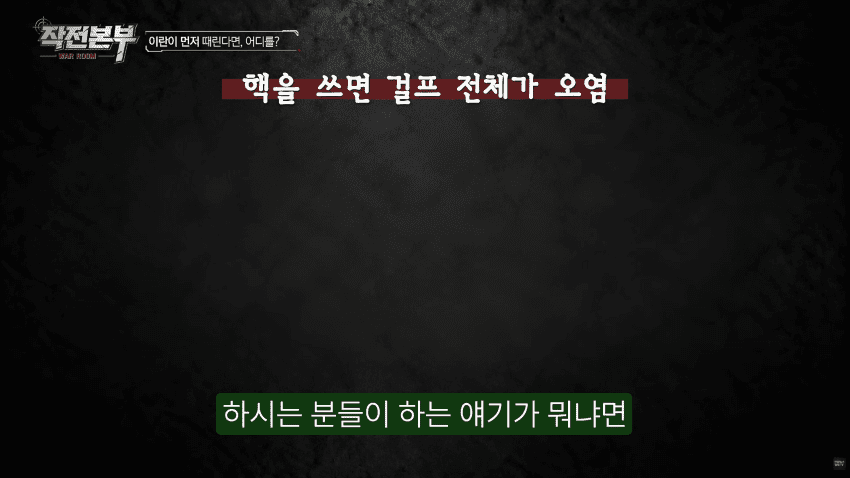 작전본부
WAR ROOM
이란이 먼저 때린다면, 어디를?
핵을 쓰면 걸프 전체가 오염
하시는 분들이 하는 얘기가 뭐냐면